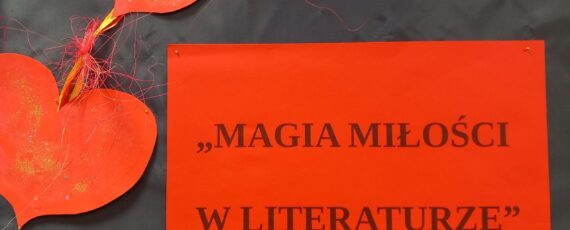 „MAGIA MIŁOŚCI
W LITERATURZE”